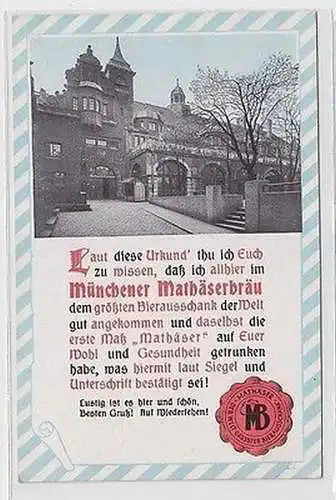 Laut diese Urkund' thu ich Euch
zu wissen, daß ich allhier im
Münchener Mathäserbräu
dem größten Bierausschank der Welt
gut angekommen und daselbst die
erste Maß „Mathäser" auf Euer
Wohl und Gesundheit getrunken
habe, was hiermit laut Siegel und
Unterschrift bestätigt sei!
Lustig ist es hier und schön,
Besten Gruß! Auf Wiedersehen!
MATHÄSER
MB